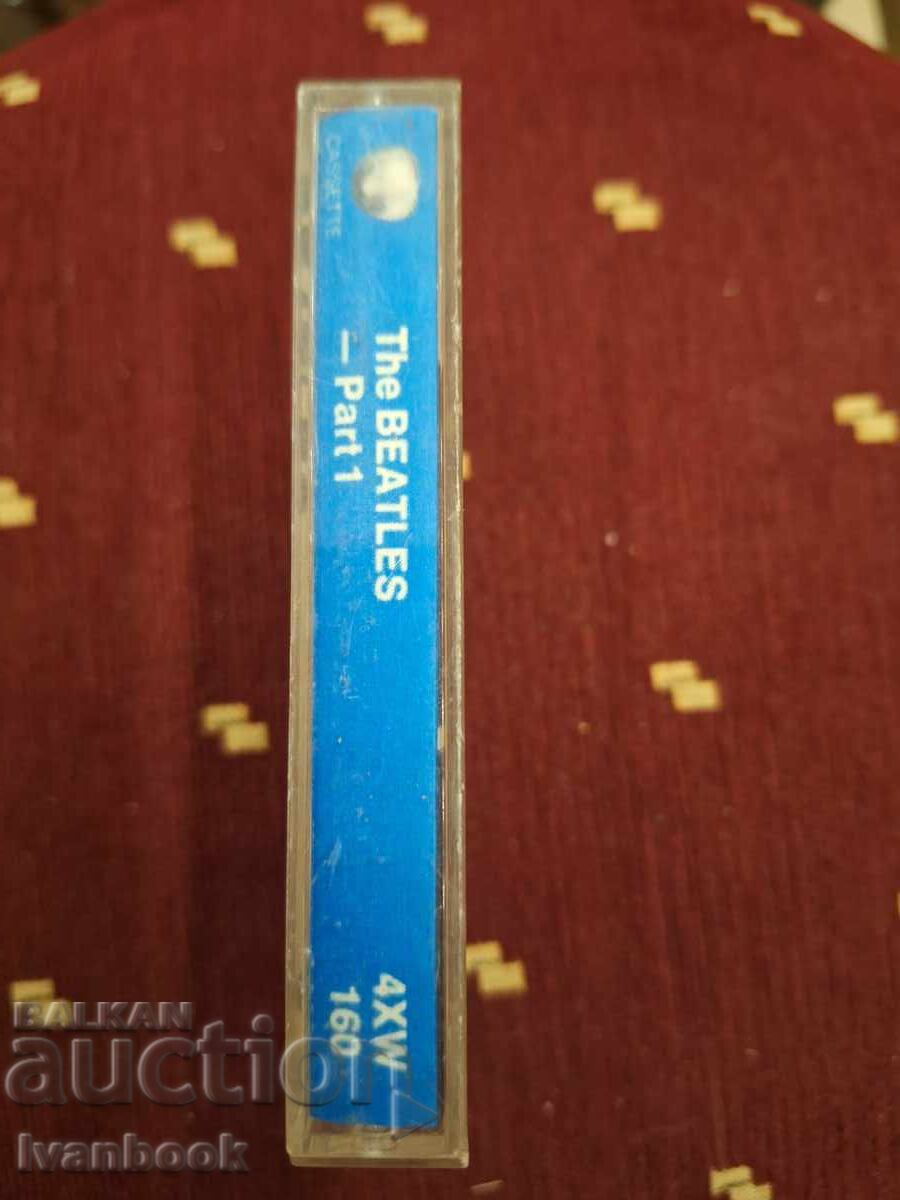 CASSETTE
The BEATLES
— Part 1
4XW
160
BALKAN
auction
Ivanbook